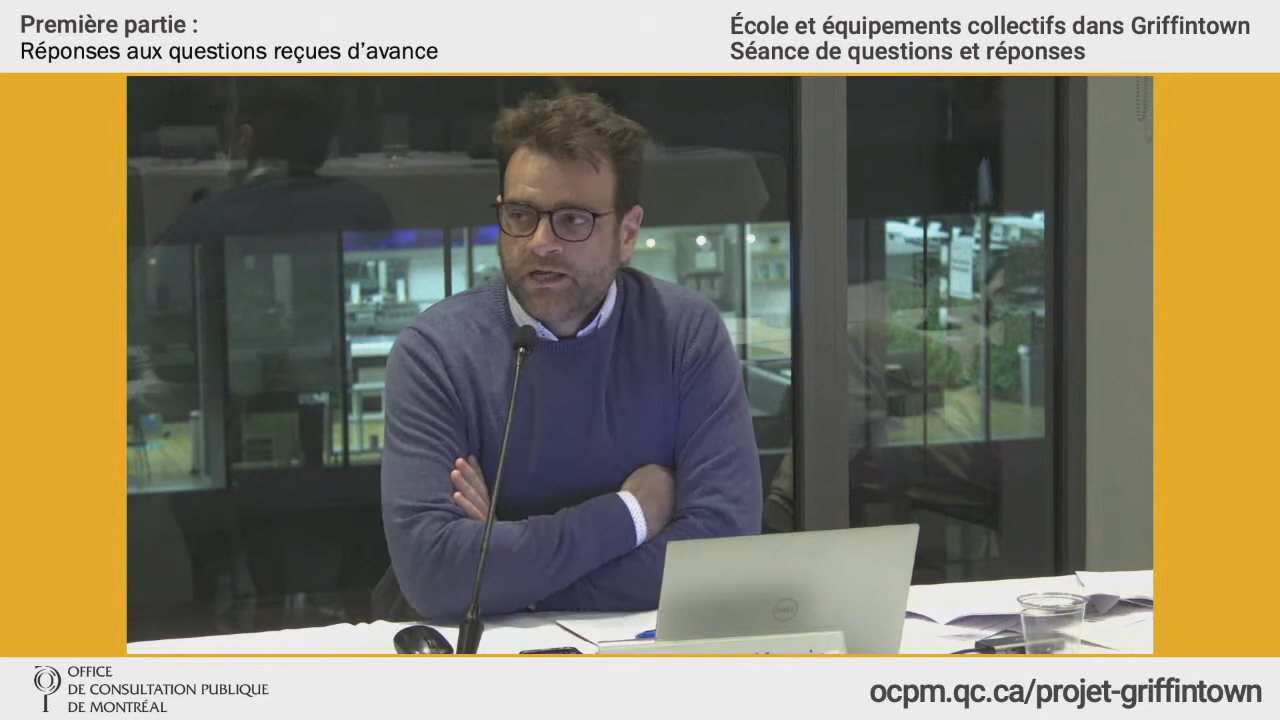 Première partie :
Réponses aux questions reçues d'avance
École et équipements collectifs dans Griffintown
Séance de questions et réponses
DELL
OFFICE
DE CONSULTATION PUBLIQUE
DE MONTRÉAL
ocpm.qc.ca/projet-griffintown